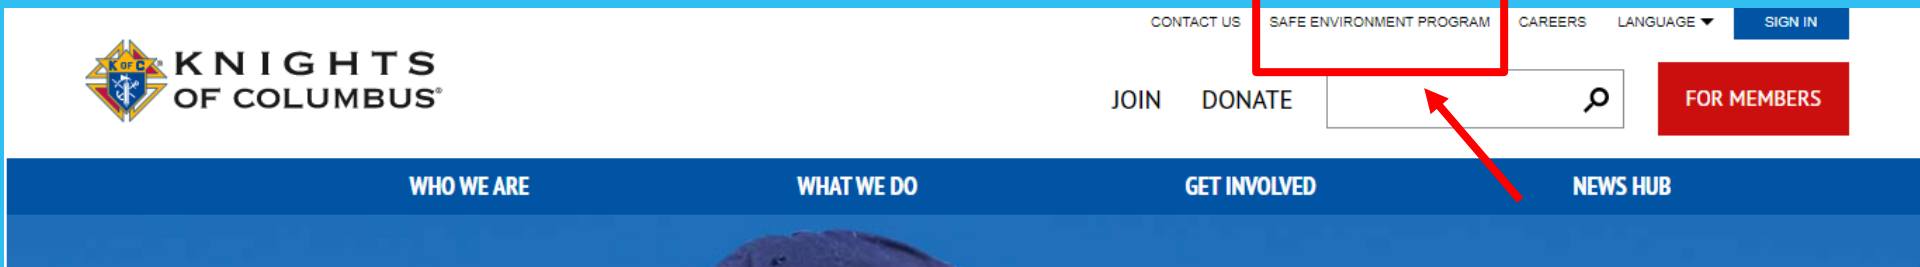 CONTACT US SAFE ENVIRONMENT PROGRAM CAREERS LANGUAGE SIGN IN
K OF C
KNIGHTS
OF COLUMBUS®
JOIN DONATE FOR MEMBERS
WHO WE ARE WHAT WE DO GET INVOLVED NEWS HUB